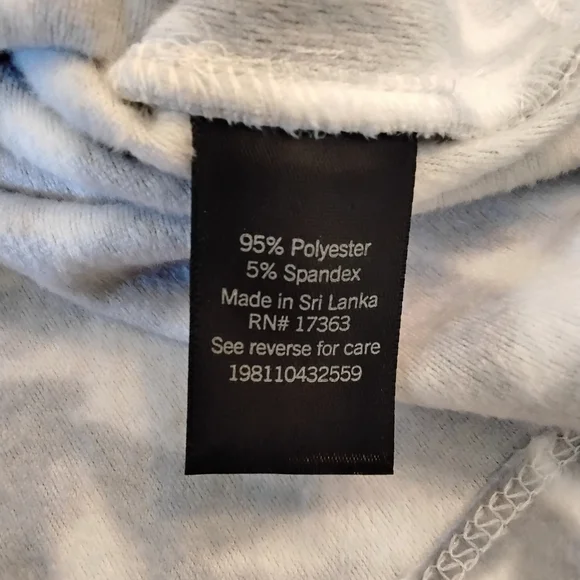 95% Polyester
5% Spandex
Made in Sri Lanka
RN# 17363
See reverse for care
198110432559